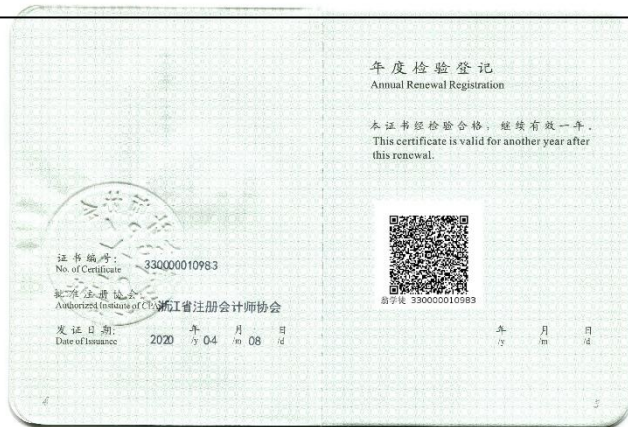 证书编号:
No. of Certificate
330000010983
批准注册协会:
Authorized Institute of CPAs
浙江省注册会计师协会
发证日期:
Date of Issuance
2020 年 04 月 08 日
/y /m /d
4
年度检验登记
Annual Renewal Registration
本证书经检验合格,继续有效一年。
This certificate is valid for another year after
this renewal.
330000010983
年 月 日
/y /m /d
5